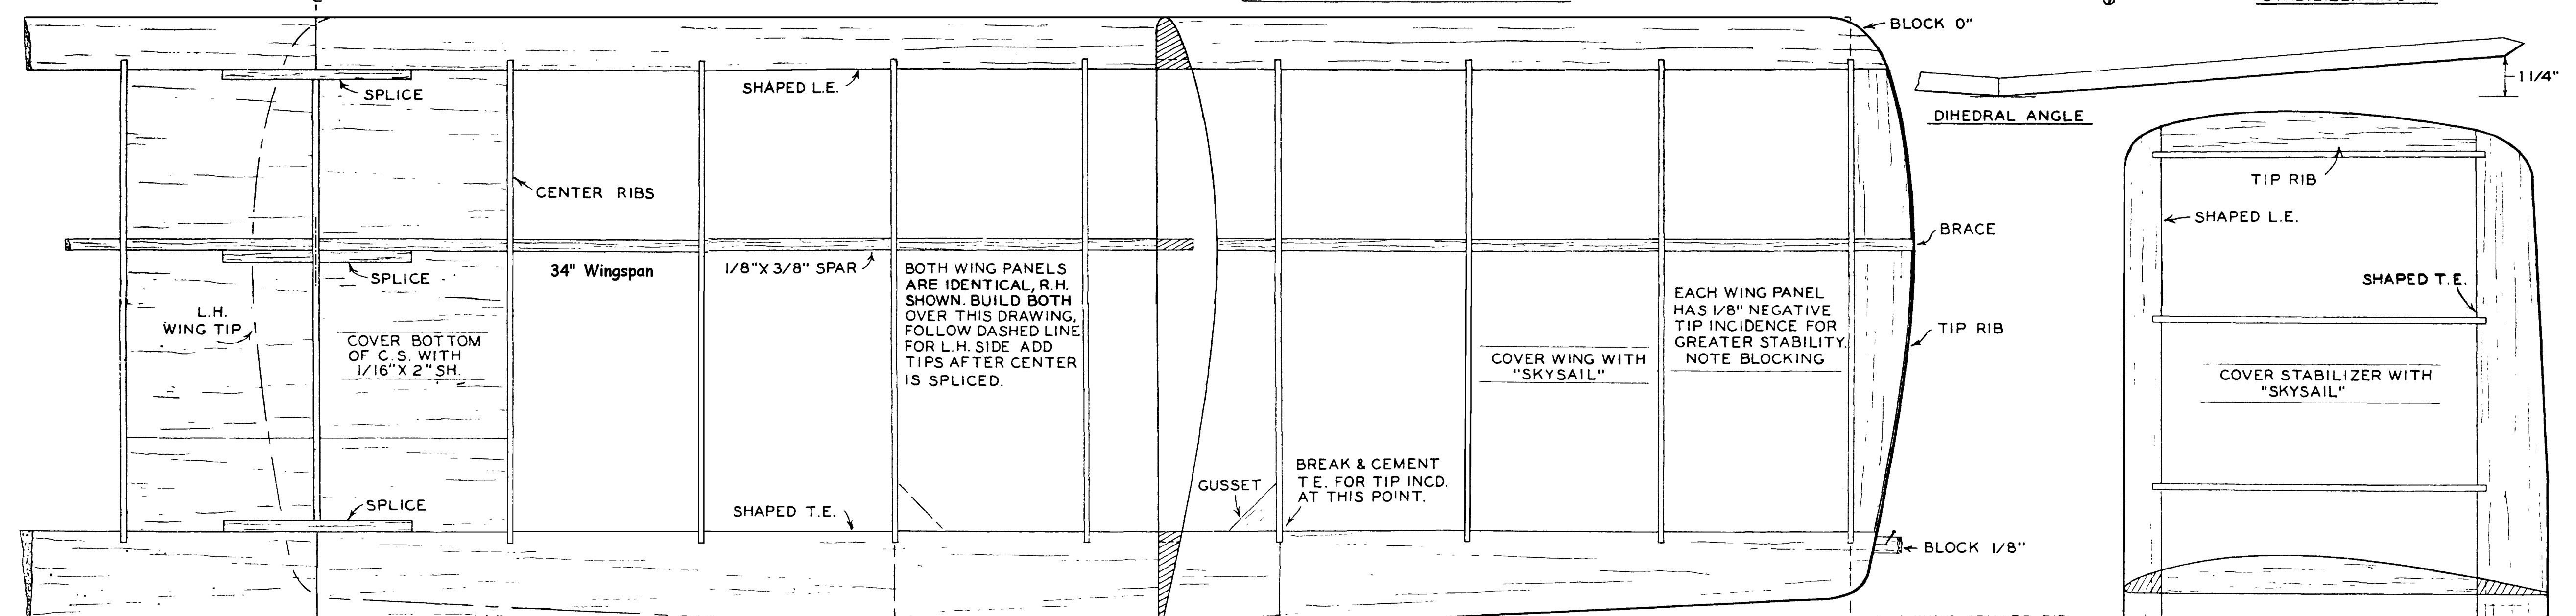 BLOCK 0"
1 1/4"
DIHEDRAL ANGLE
SHAPED L.E.
SPLICE
CENTER RIBS
TIP RIB
SHAPED L.E.
BRACE
SPLICE
34" Wingspan
1/8"X 3/8" SPAR
BOTH WING PANELS
ARE IDENTICAL, R.H.
SHOWN. BUILD BOTH
OVER THIS DRAWING,
FOLLOW DASHED LINE
FOR L.H. SIDE ADD
TIPS AFTER CENTER
IS SPLICED.
EACH WING PANEL
HAS 1/8" NEGATIVE
TIP INCIDENCE FOR
GREATER STABILITY.
NOTE BLOCKING
SHAPED T.E.
L.H.
WING TIP
COVER BOTTOM
OF C.S. WITH
1/16"X 2" SH.
TIP RIB
COVER WING WITH
"SKYSAIL"
COVER STABILIZER WITH
"SKYSAIL"
BREAK & CEMENT
T.E. FOR TIP INCD.
AT THIS POINT.
GUSSET
SPLICE
SHAPED T.E.
BLOCK 1/8"